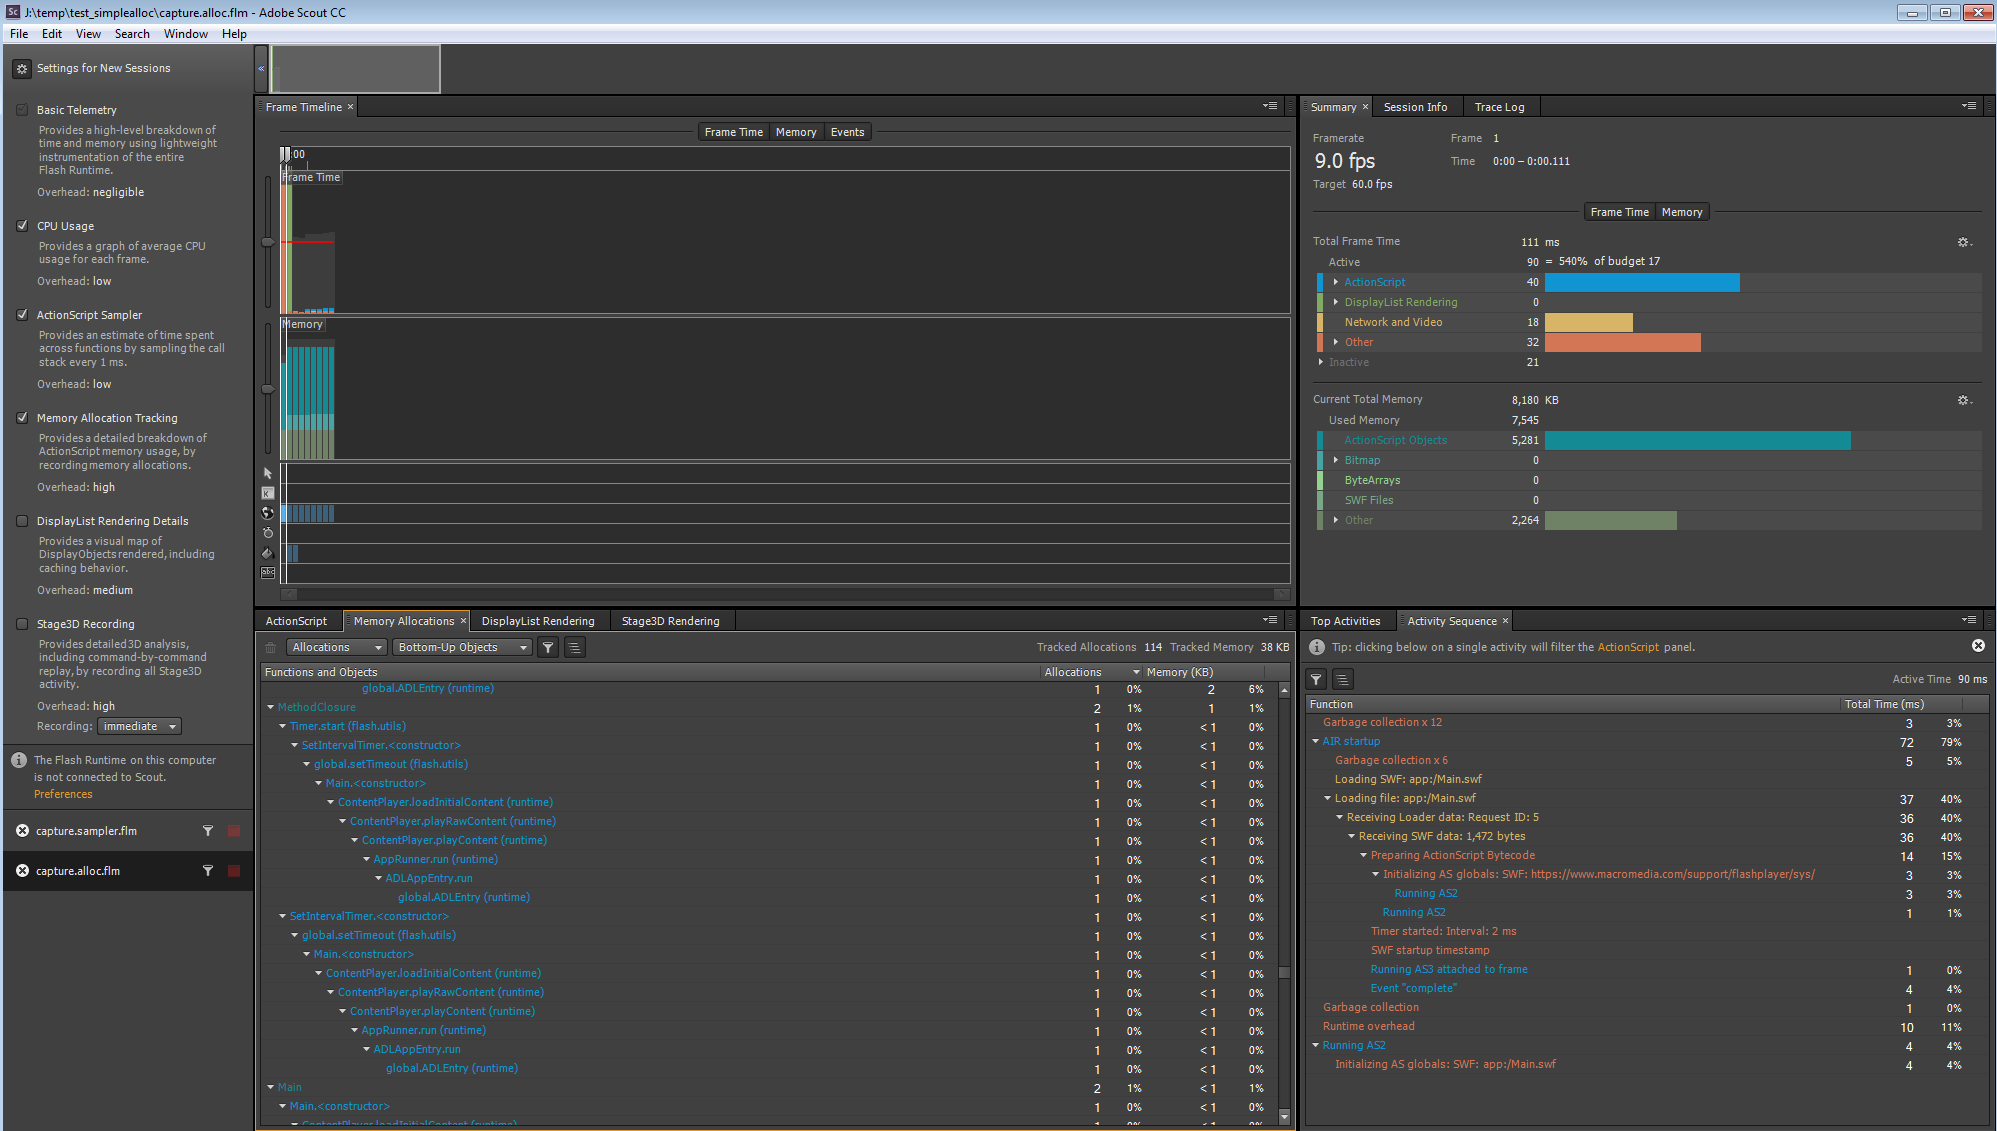 Sc J:\temp\test_simplealloc\capture.alloc.flm - Adobe Scout CC
File Edit View Search Window Help
Settings for New Sessions
Basic Telemetry
Provides a high-level breakdown of
time and memory using lightweight
instrumentation of the entire
Flash Runtime.
Overhead: negligible
CPU Usage
Provides a graph of average CPU
usage for each frame.
Overhead: low
ActionScript Sampler
Provides an estimate of time spent
across functions by sampling the call
stack every 1 ms.
Overhead: low
Memory Allocation Tracking
Provides a detailed breakdown of
ActionScript memory usage, by
recording memory allocations.
Overhead: high
DisplayList Rendering Details
Provides a visual map of
DisplayObjects rendered, including
caching behavior.
Overhead: medium
Stage3D Recording
Provides detailed 3D analysis,
including command-by-command
replay, by recording all Stage3D
activity.
Overhead: high
Recording: immediate
The Flash Runtime on this computer
is not connected to Scout.
Preferences
capture.sampler.flm
capture.alloc.flm
«
Frame Timeline ×
Frame Time Memory Events
:00
Frame Time
Memory
K
abc
Summary × Session Info Trace Log
Framerate Frame 1
9.0 fps Time 0:00 – 0:00.111
Target 60.0 fps
Frame Time Memory
Total Frame Time 111 ms
Active 90 = 540% of budget 17
ActionScript 40
DisplayList Rendering 0
Network and Video 18
Other 32
Inactive 21
Current Total Memory 8,180 KB
Used Memory 7,545
ActionScript Objects 5,281
Bitmap 0
ByteArrays 0
SWF Files 0
Other 2,264
ActionScript Memory Allocations × DisplayList Rendering Stage3D Rendering
Allocations Bottom-Up Objects Tracked Allocations 114 Tracked Memory 38 KB
Functions and Objects Allocations Memory (KB)
global.ADLEntry (runtime) 1 0% 2 6%
MethodClosure 2 1% 1 1%
Timer.start (flash.utils) 1 0% < 1 0%
SetIntervalTimer.<constructor> 1 0% < 1 0%
global.setTimeout (flash.utils) 1 0% < 1 0%
Main.<constructor> 1 0% < 1 0%
ContentPlayer.loadInitialContent (runtime) 1 0% < 1 0%
ContentPlayer.playRawContent (runtime) 1 0% < 1 0%
ContentPlayer.playContent (runtime) 1 0% < 1 0%
AppRunner.run (runtime) 1 0% < 1 0%
ADLAppEntry.run 1 0% < 1 0%
global.ADLEntry (runtime) 1 0% < 1 0%
SetIntervalTimer.<constructor> 1 0% < 1 0%
global.setTimeout (flash.utils) 1 0% < 1 0%
Main.<constructor> 1 0% < 1 0%
ContentPlayer.loadInitialContent (runtime) 1 0% < 1 0%
ContentPlayer.playRawContent (runtime) 1 0% < 1 0%
ContentPlayer.playContent (runtime) 1 0% < 1 0%
AppRunner.run (runtime) 1 0% < 1 0%
ADLAppEntry.run 1 0% < 1 0%
global.ADLEntry (runtime) 1 0% < 1 0%
Main 2 1% < 1 1%
Main.<constructor> 1 0% < 1 0%
ContentPlayer.loadInitialContent (runtime) 1 0% < 1 0%
Top Activities Activity Sequence ×
Tip: clicking below on a single activity will filter the ActionScript panel.
Active Time 90 ms
Function Total Time (ms)
Garbage collection x 12 3 3%
AIR startup 72 79%
Garbage collection x 6 5 5%
Loading SWF: app:/Main.swf
Loading file: app:/Main.swf 37 40%
Receiving Loader data: Request ID: 5 36 40%
Receiving SWF data: 1,472 bytes 36 40%
Preparing ActionScript Bytecode 14 15%
Initializing AS globals: SWF: https://www.macromedia.com/support/flashplayer/sys/ 3 3%
Running AS2 3 3%
Running AS2 1 1%
Timer started: Interval: 2 ms
SWF startup timestamp
Running AS3 attached to frame 1 0%
Event "complete" 4 4%
Garbage collection 1 0%
Runtime overhead 10 11%
Running AS2 4 4%
Initializing AS globals: SWF: app:/Main.swf 4 4%